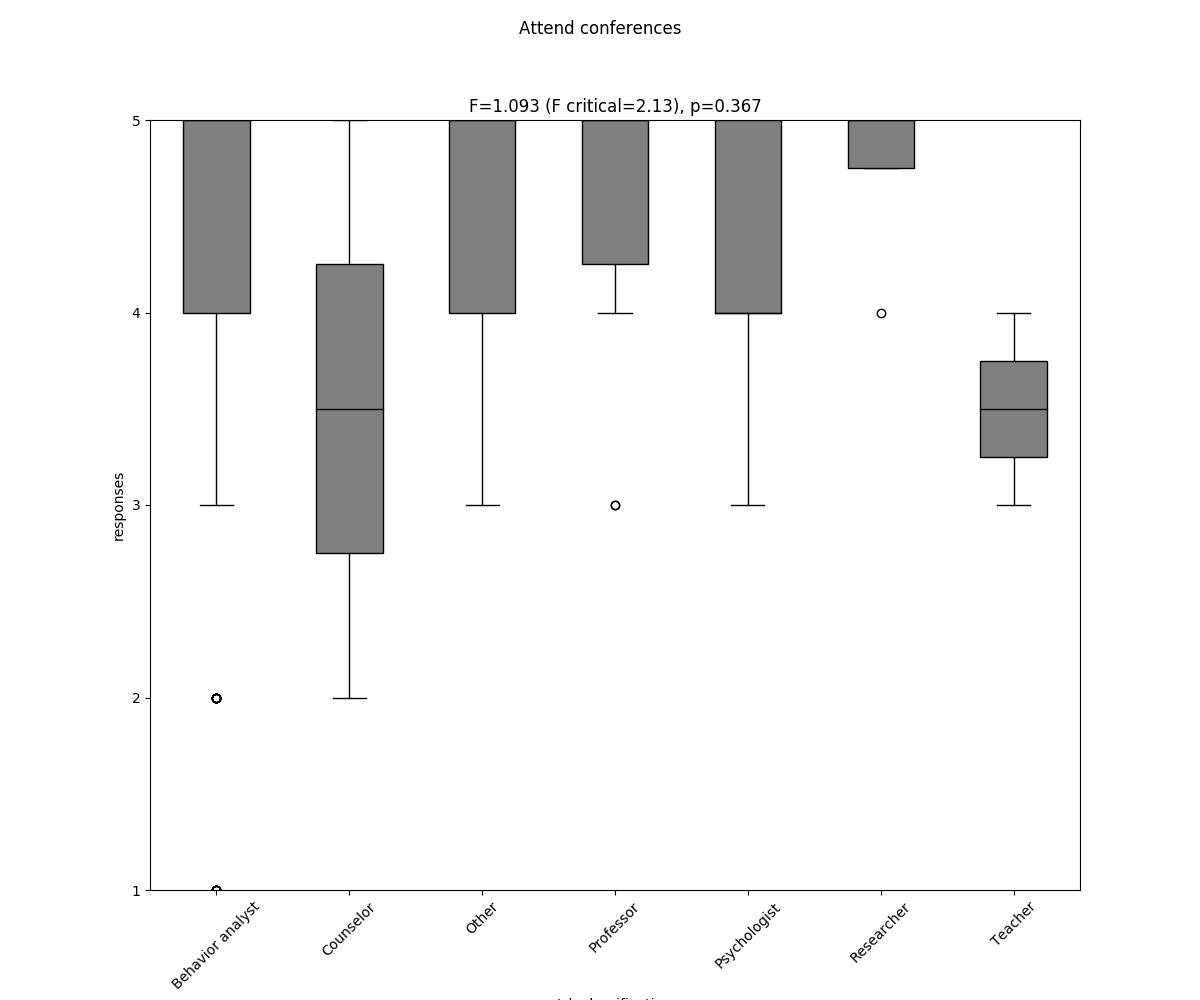 Attend conferences
F=1.093 (F critical=2.13), p=0.367
5
4
3
2
1
responses
Behavior analyst
Counselor
Other
Professor
Psychologist
Researcher
Teacher